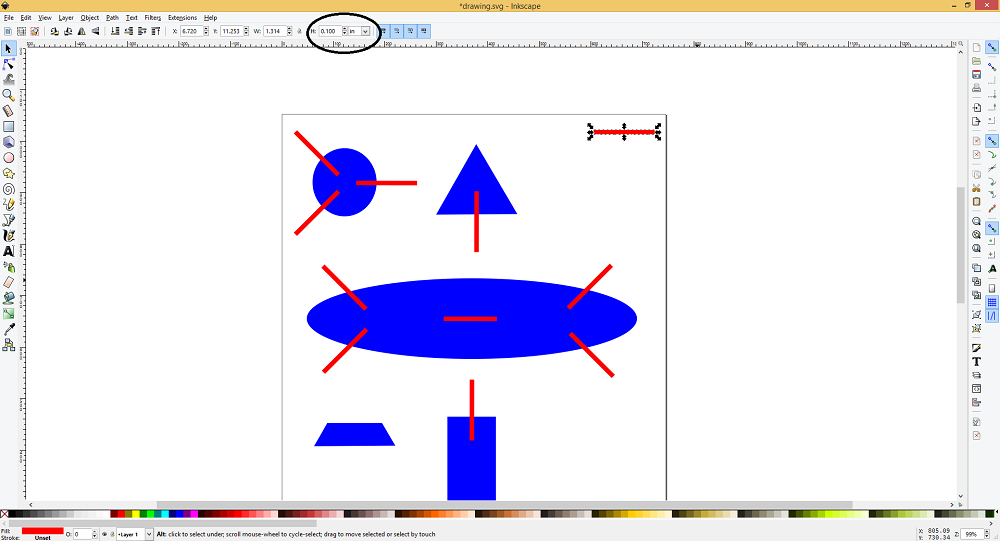 *drawing.svg - Inkscape
File Edit View Layer Object Path Text Filters Extensions Help
X: 6.720 Y: 11.253 W: 1.314 H: 0.100 in
Fill: O: 0 Layer 1 Alt: click to select under; scroll mouse-wheel to cycle-select; drag to move selected or select by touch X: 805.09 Z: 99%
Stroke: Unset Y: 730.34